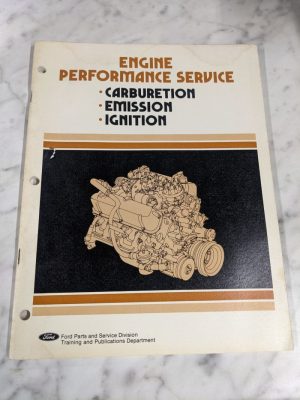 ENGINE
PERFORMANCE SERVICE
• CARBURETION
• EMISSION
• IGNITION
Ford
Ford Parts and Service Division
Training and Publications Department